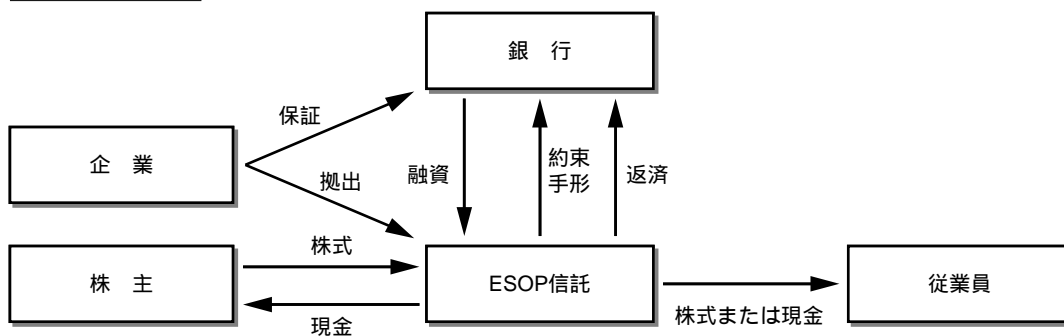 銀　行
保証
企　業
拠出
融資
約束
手形
返済
株式
株　主
ESOP信託
従業員
現金
株式または現金